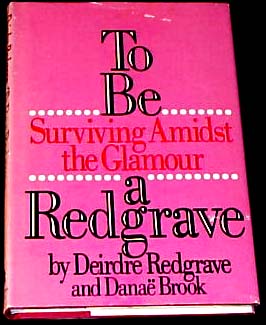 To
Be
Surviving Amidst
the Glamour
a
Redgrave
by Deirdre Redgrave
and Danaë Brook